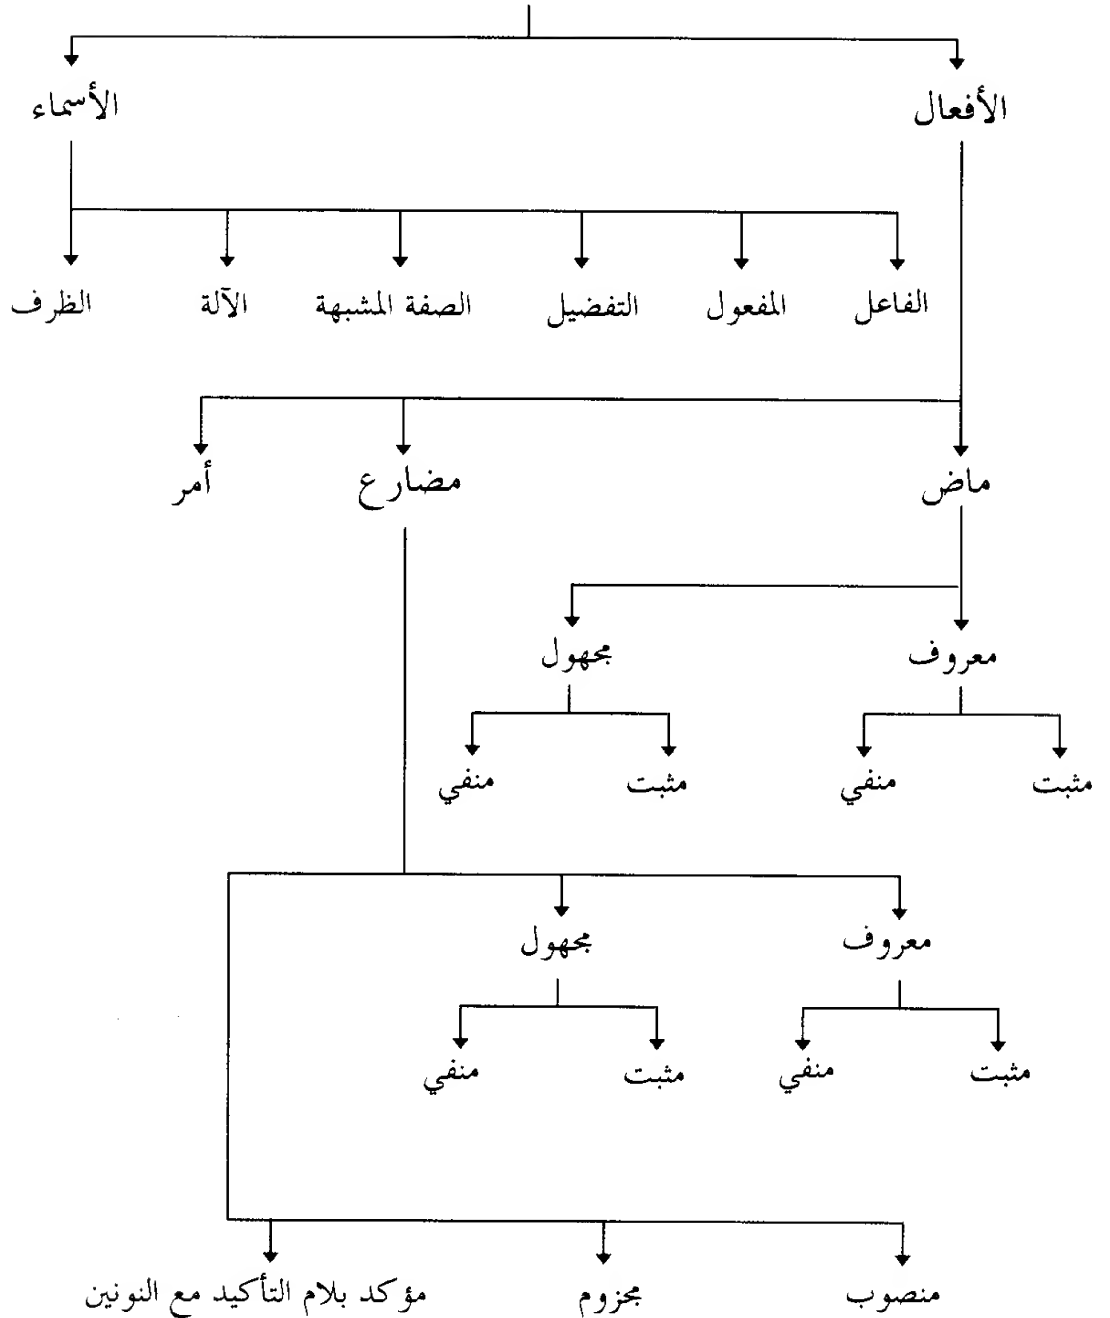 الأفعال الأسماء
الفاعل المفعول التفضيل الصفة المشبهة الآلة الظرف
ماض مضارع أمر
معروف مجهول
مثبت منفي مثبت منفي
معروف مجهول
مثبت منفي مثبت منفي
منصوب مجزوم مؤكد بلام التأكيد مع النونين